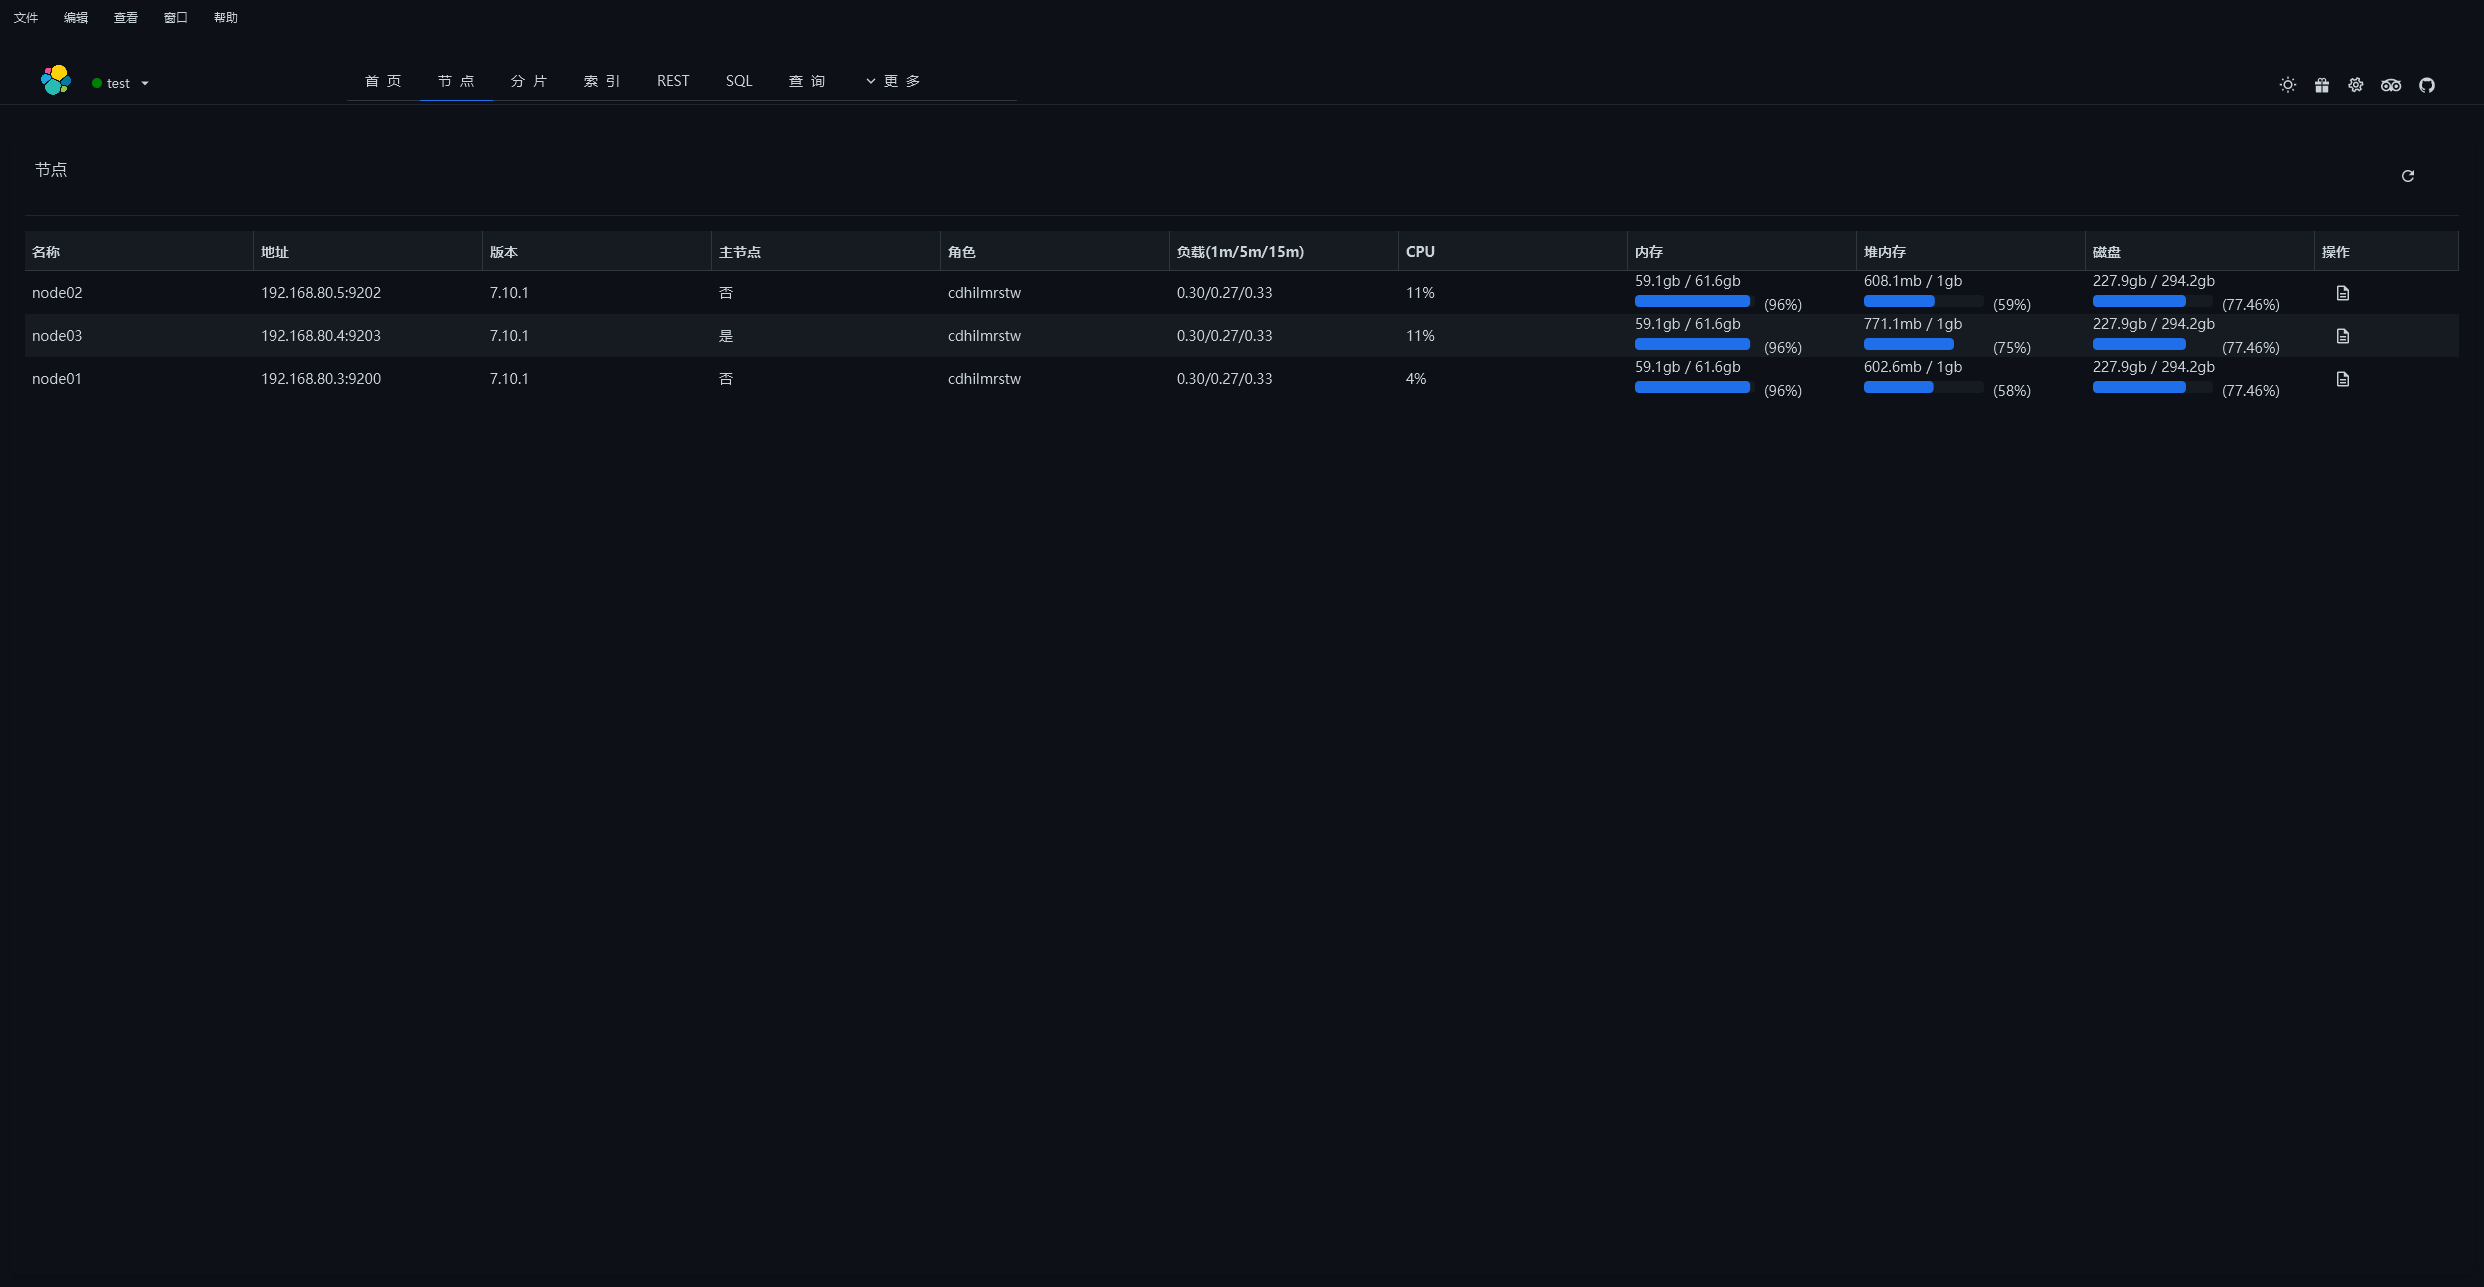 文件 编辑 查看 窗口 帮助
test 首页 节点 分片 索引 REST SQL 查询 更多
节点
名称 地址 版本 主节点 角色 负载(1m/5m/15m) CPU 内存 堆内存 磁盘 操作
node02 192.168.80.5:9202 7.10.1 否 cdhilmrstw 0.30/0.27/0.33 11% 59.1gb / 61.6gb (96%) 608.1mb / 1gb (59%) 227.9gb / 294.2gb (77.46%)
node03 192.168.80.4:9203 7.10.1 是 cdhilmrstw 0.30/0.27/0.33 11% 59.1gb / 61.6gb (96%) 771.1mb / 1gb (75%) 227.9gb / 294.2gb (77.46%)
node01 192.168.80.3:9200 7.10.1 否 cdhilmrstw 0.30/0.27/0.33 4% 59.1gb / 61.6gb (96%) 602.6mb / 1gb (58%) 227.9gb / 294.2gb (77.46%)